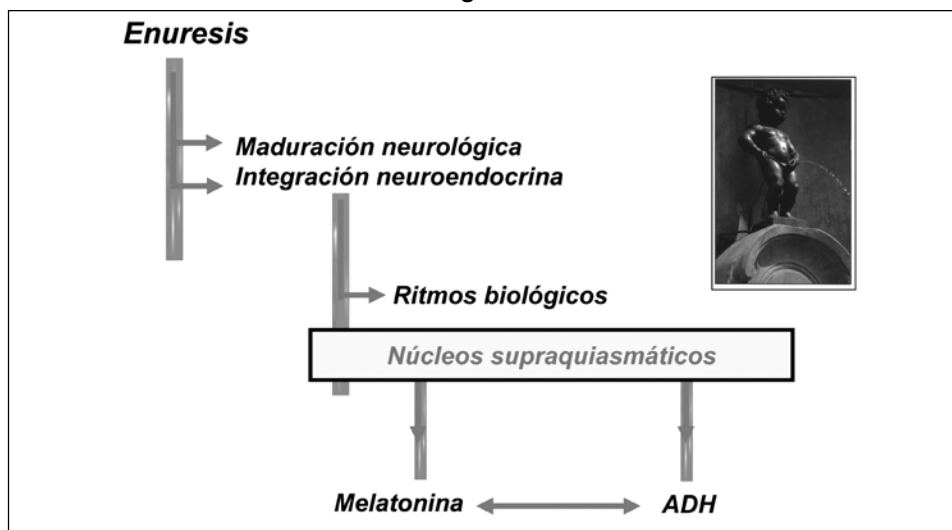 Enuresis
Maduración neurológica
Integración neuroendocrina
Ritmos biológicos
Núcleos supraquiasmáticos
Melatonina
ADH